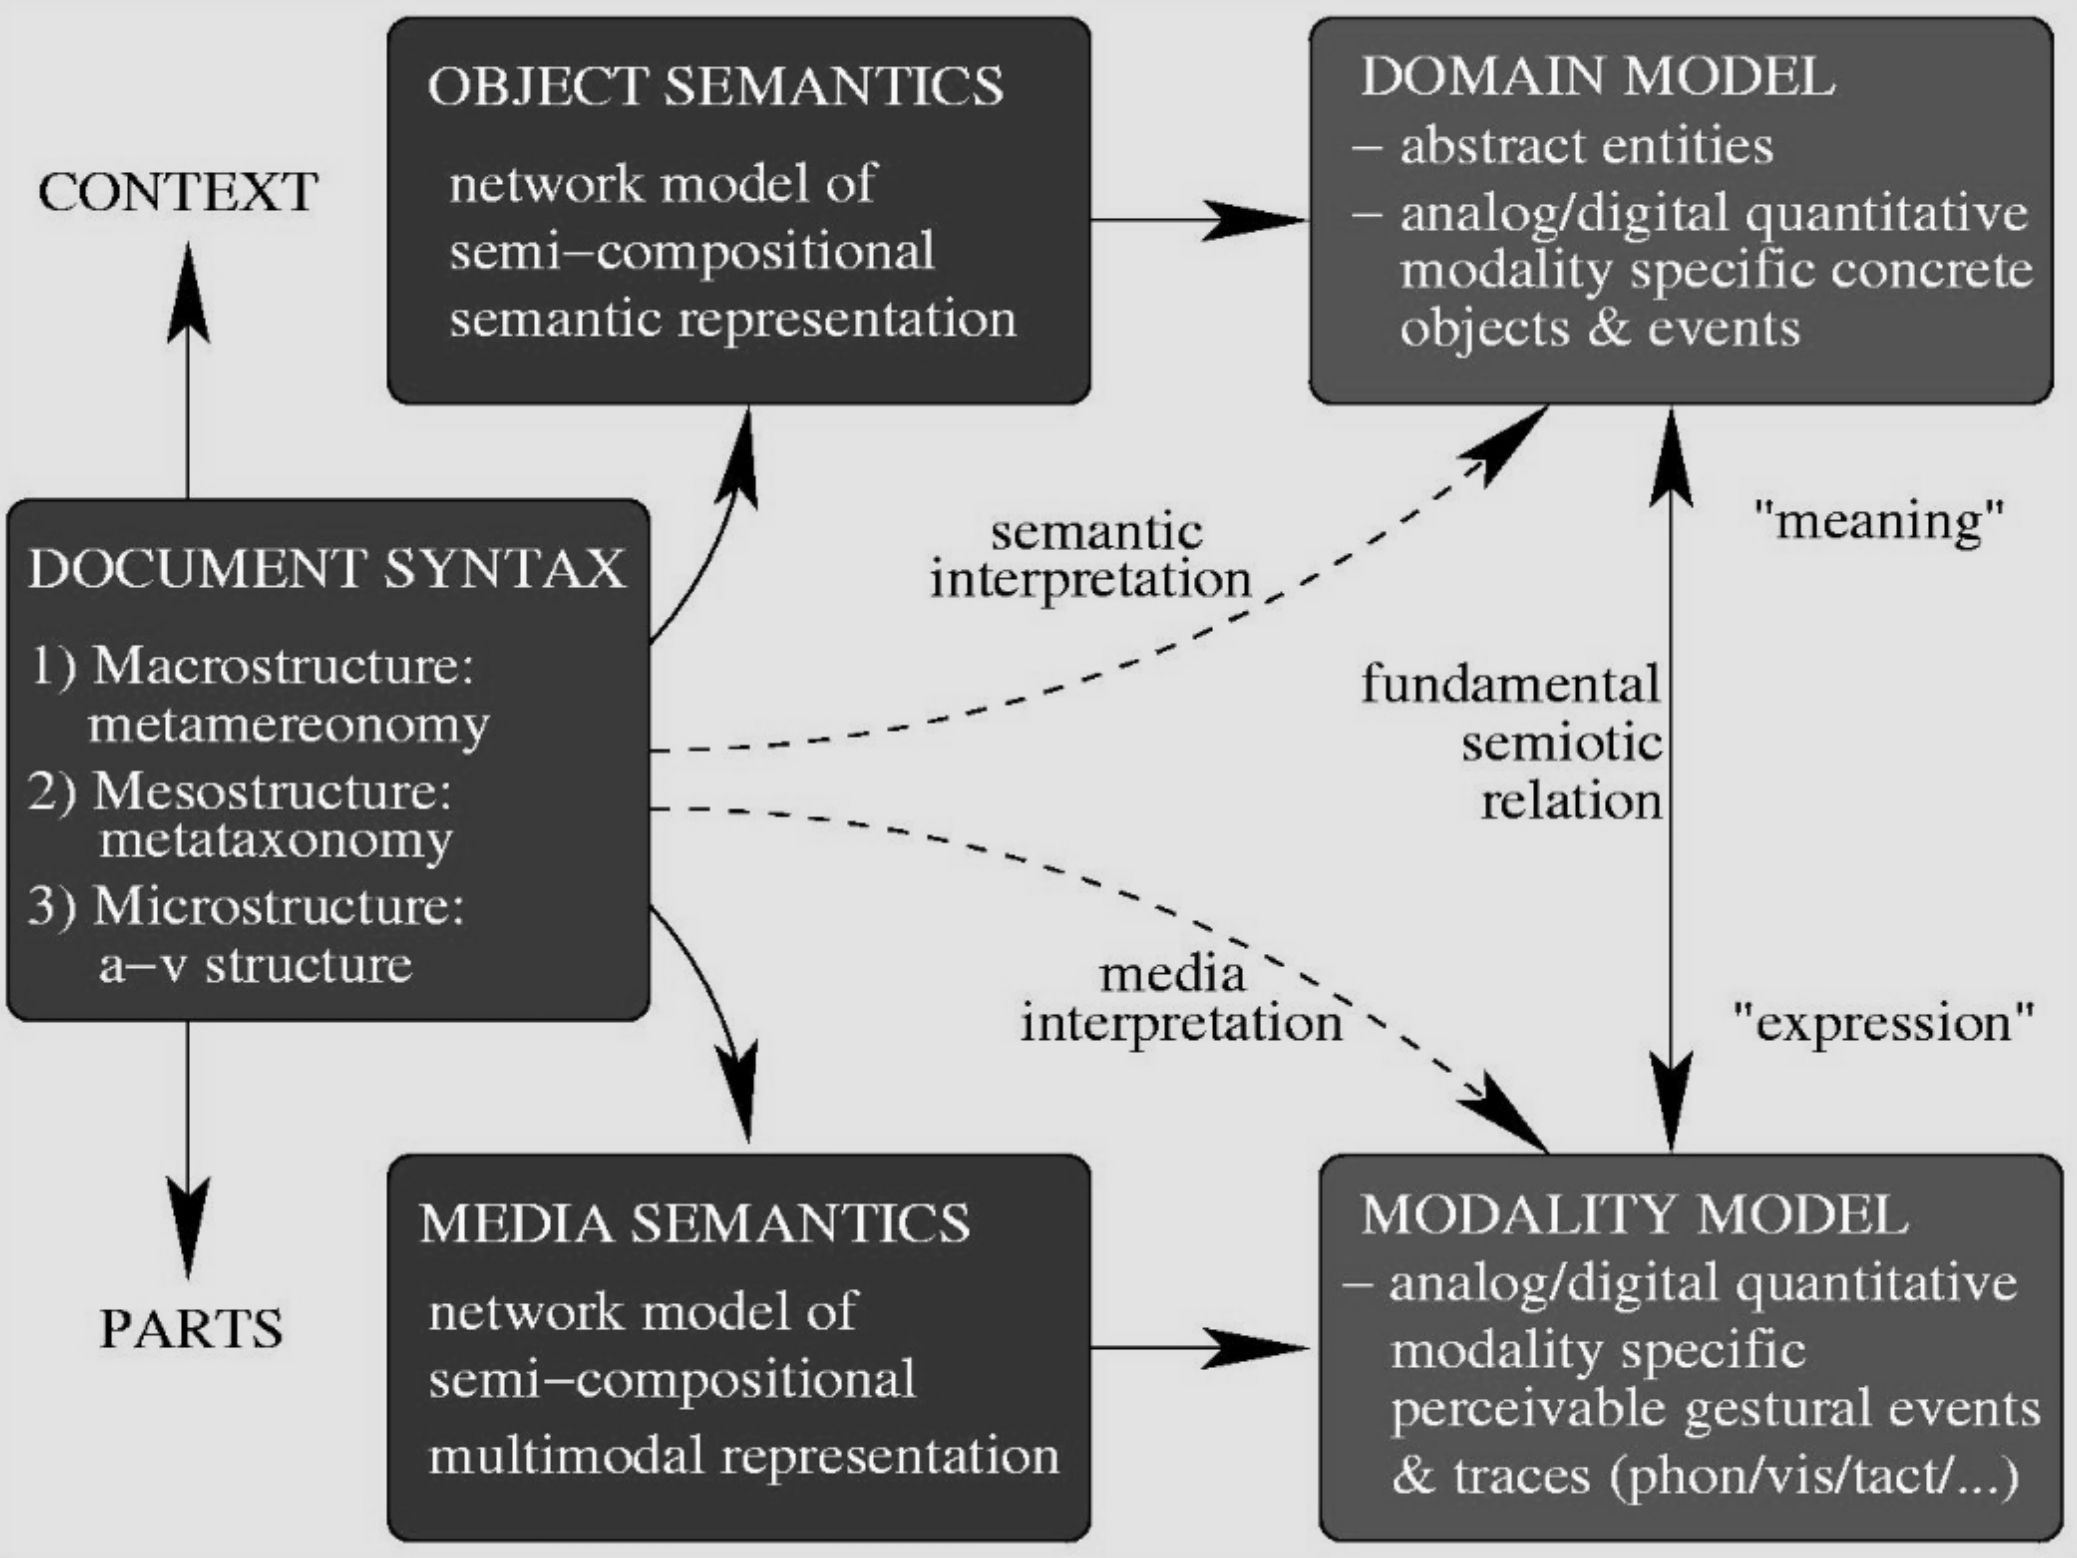 OBJECT SEMANTICS
network model of
semi–compositional
semantic representation
DOMAIN MODEL
– abstract entities
– analog/digital quantitative
modality specific concrete
objects & events
CONTEXT
DOCUMENT SYNTAX
1) Macrostructure:
metamereonomy
2) Mesostructure:
metataxonomy
3) Microstructure:
a–v structure
semantic
interpretation
"meaning"
fundamental
semiotic
relation
media
interpretation
"expression"
PARTS
MEDIA SEMANTICS
network model of
semi–compositional
multimodal representation
MODALITY MODEL
– analog/digital quantitative
modality specific
perceivable gestural events
& traces (phon/vis/tact/...)